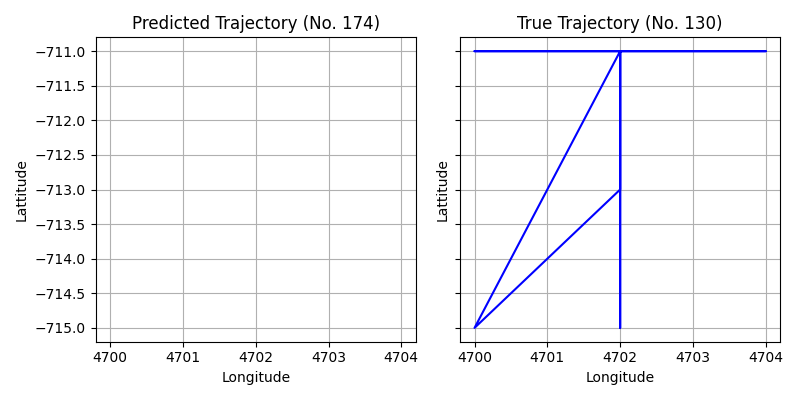 Predicted Trajectory (No. 174)
True Trajectory (No. 130)
−711.0
−711.5
−712.0
−712.5
−713.0
−713.5
−714.0
−714.5
−715.0
Lattitude
Lattitude
4700 4701 4702 4703 4704
4700 4701 4702 4703 4704
Longitude
Longitude